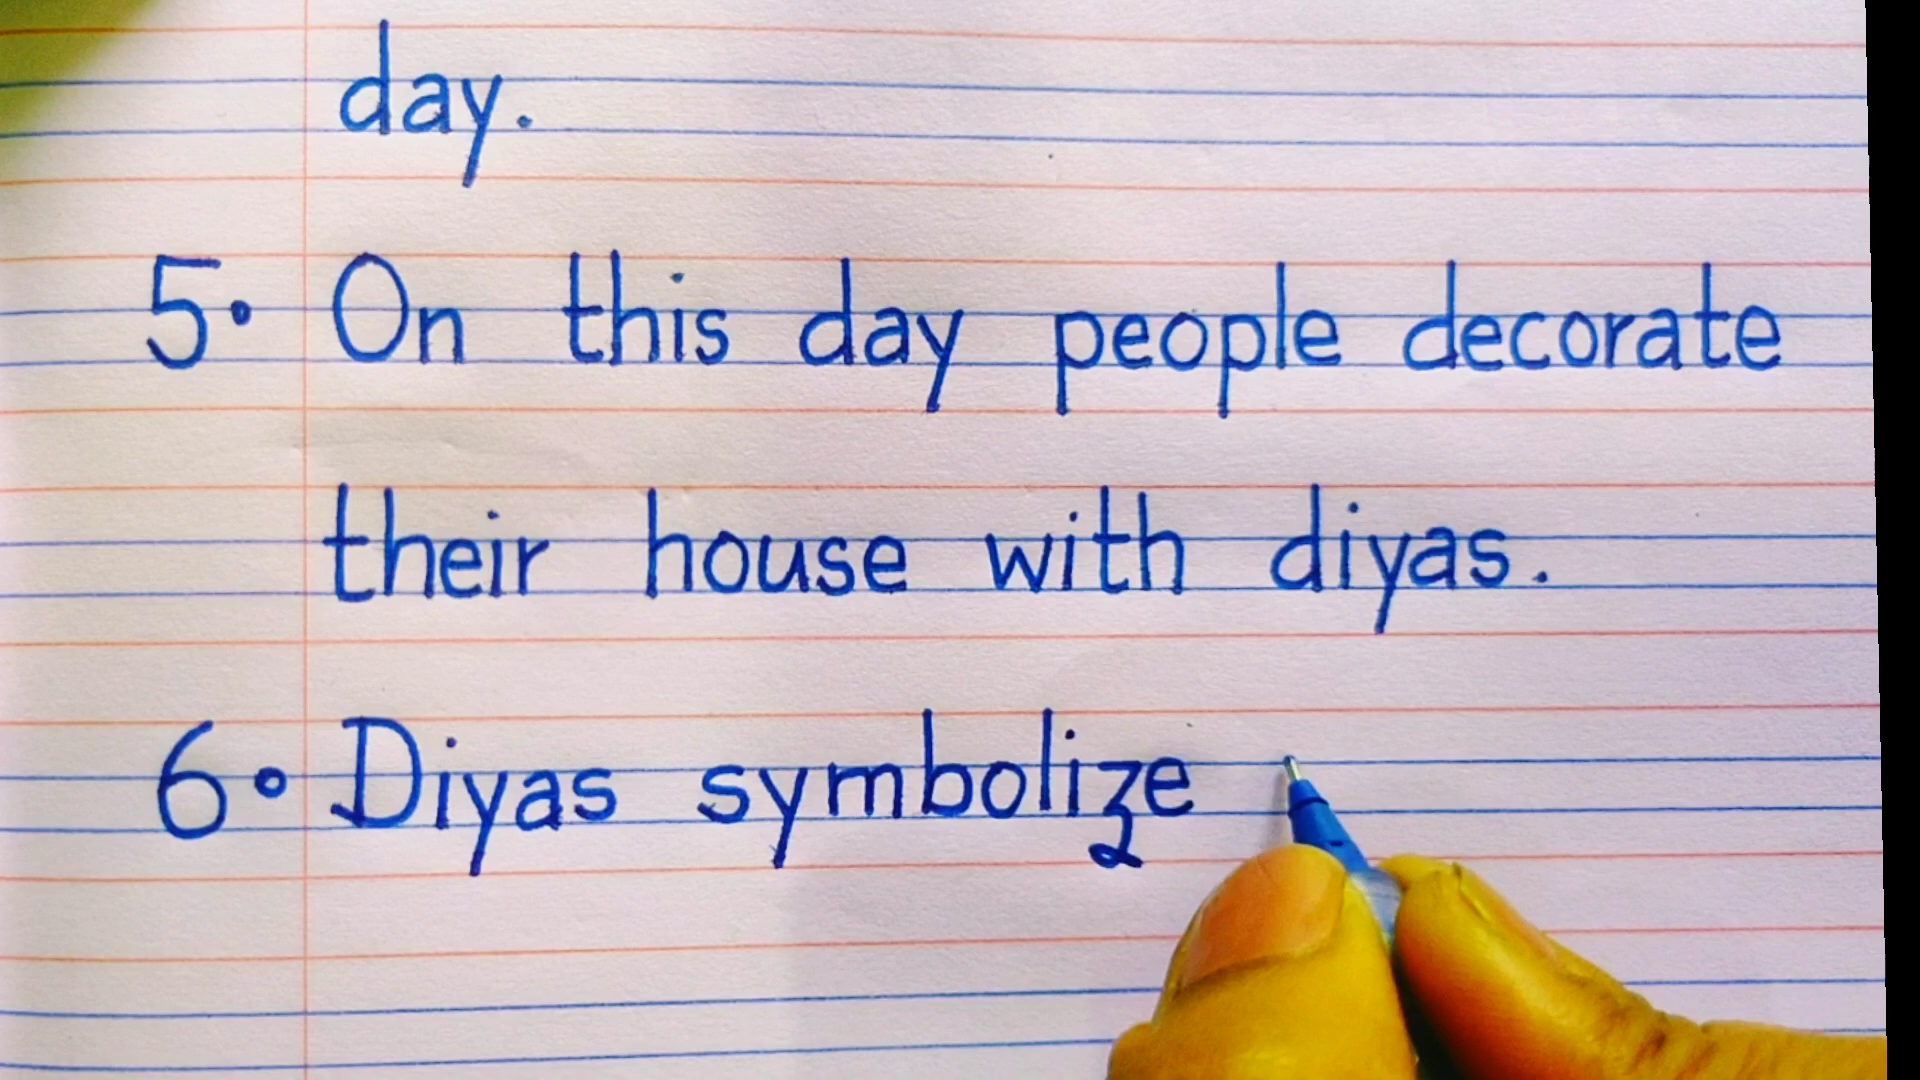 day.
5. On this day people decorate
their house with diyas.
6. Diyas symbolize